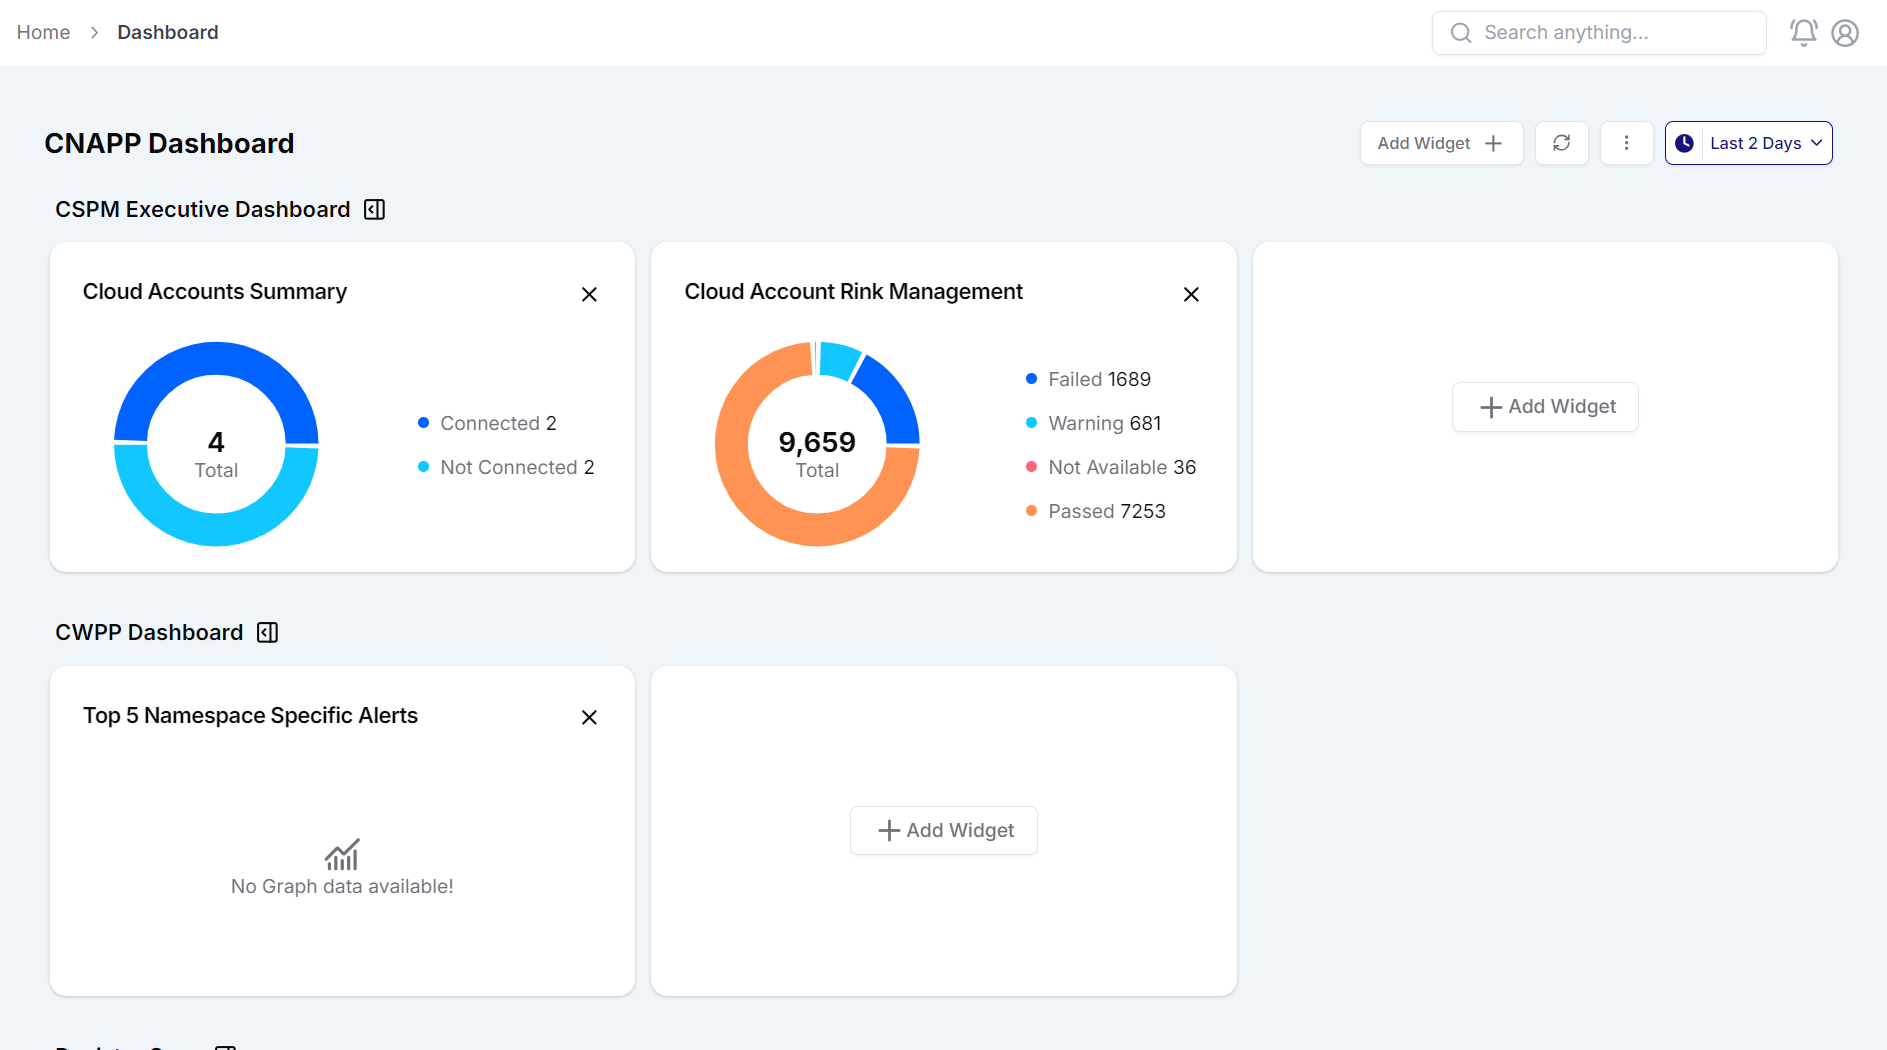 Home > Dashboard
Search anything...
CNAPP Dashboard
Add Widget
Last 2 Days
CSPM Executive Dashboard
Cloud Accounts Summary
4
Total
Connected 2
Not Connected 2
Cloud Account Rink Management
9,659
Total
Failed 1689
Warning 681
Not Available 36
Passed 7253
Add Widget
CWPP Dashboard
Top 5 Namespace Specific Alerts
No Graph data available!
Add Widget